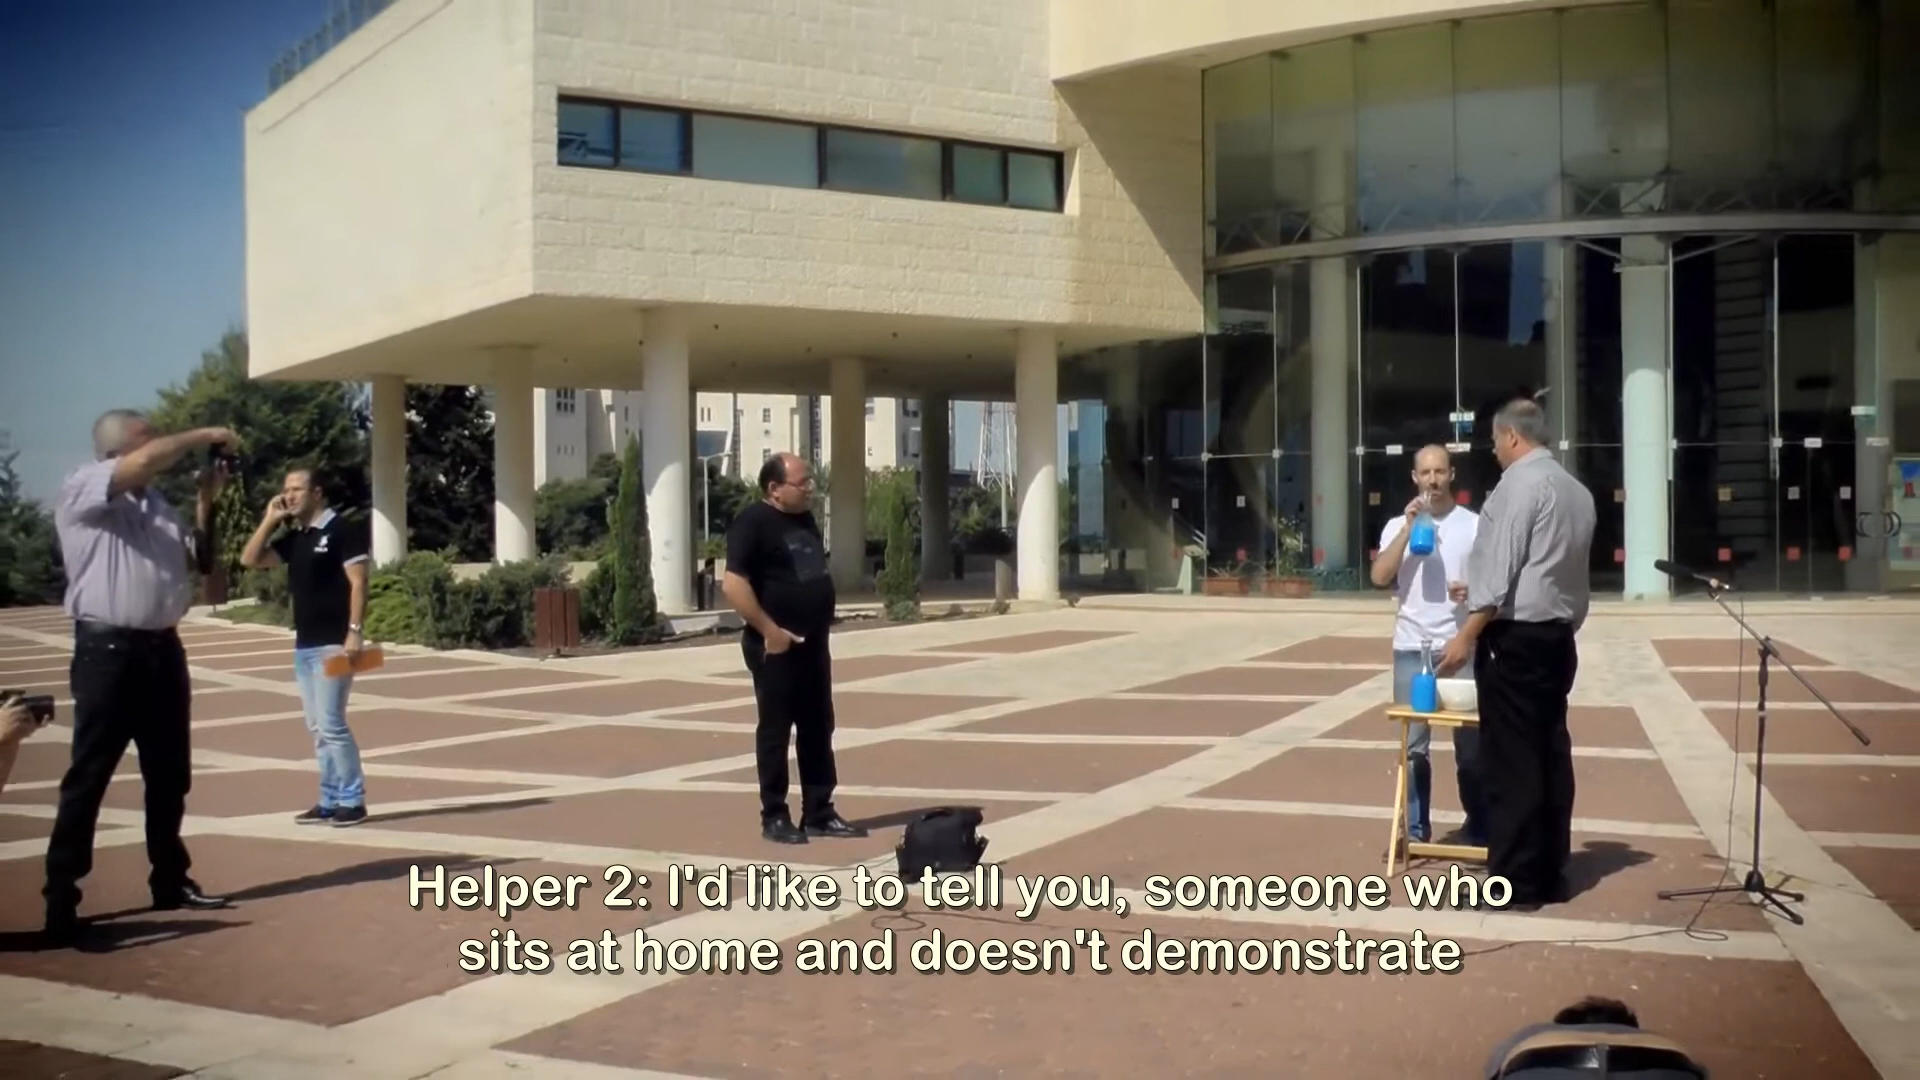 Helper 2: I'd like to tell you, someone who
sits at home and doesn't demonstrate